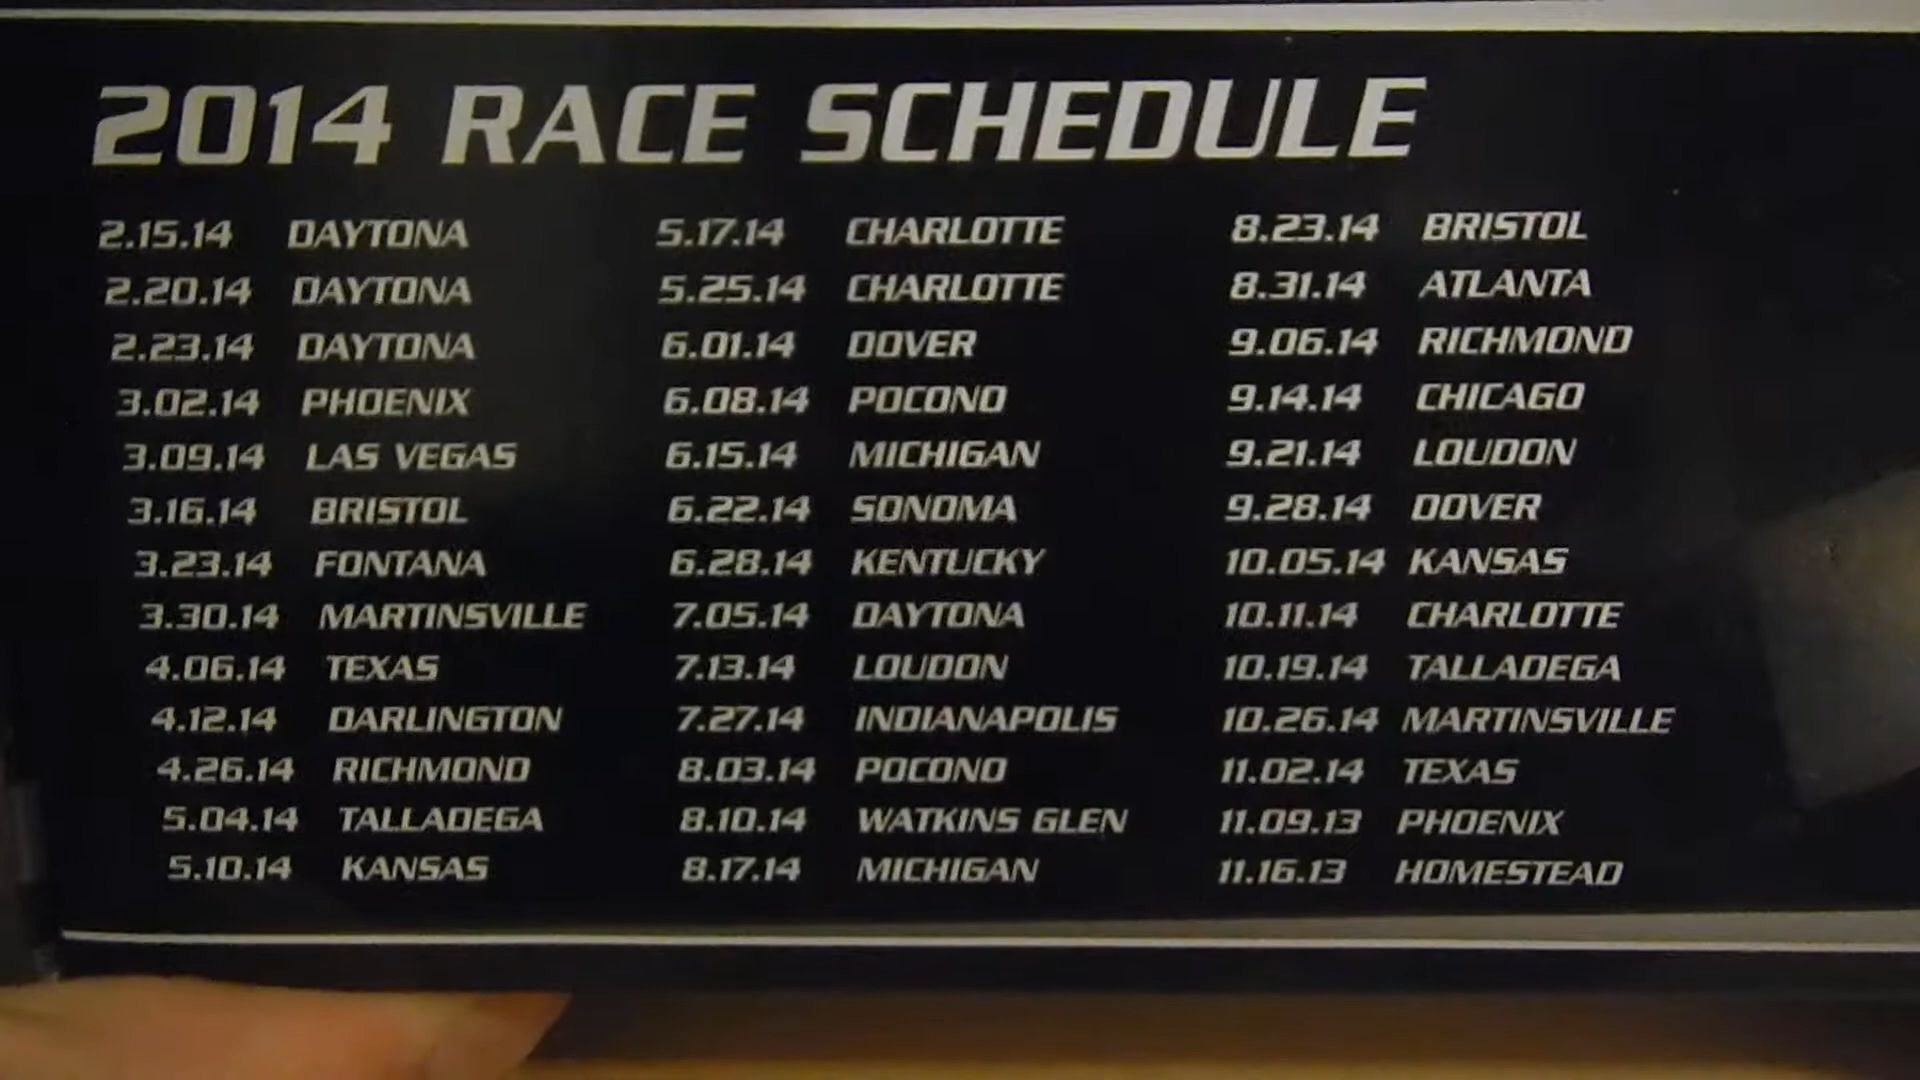 2014 RACE SCHEDULE
2.15.14 DAYTONA
2.20.14 DAYTONA
2.23.14 DAYTONA
3.02.14 PHOENIX
3.09.14 LAS VEGAS
3.16.14 BRISTOL
3.23.14 FONTANA
3.30.14 MARTINSVILLE
4.06.14 TEXAS
4.12.14 DARLINGTON
4.26.14 RICHMOND
5.04.14 TALLADEGA
5.10.14 KANSAS
5.17.14 CHARLOTTE
5.25.14 CHARLOTTE
6.01.14 DOVER
6.08.14 POCONO
6.15.14 MICHIGAN
6.22.14 SONOMA
6.28.14 KENTUCKY
7.05.14 DAYTONA
7.13.14 LOUDON
7.27.14 INDIANAPOLIS
8.03.14 POCONO
8.10.14 WATKINS GLEN
8.17.14 MICHIGAN
8.23.14 BRISTOL
8.31.14 ATLANTA
9.06.14 RICHMOND
9.14.14 CHICAGO
9.21.14 LOUDON
9.28.14 DOVER
10.05.14 KANSAS
10.11.14 CHARLOTTE
10.19.14 TALLADEGA
10.26.14 MARTINSVILLE
11.02.14 TEXAS
11.09.13 PHOENIX
11.16.13 HOMESTEAD